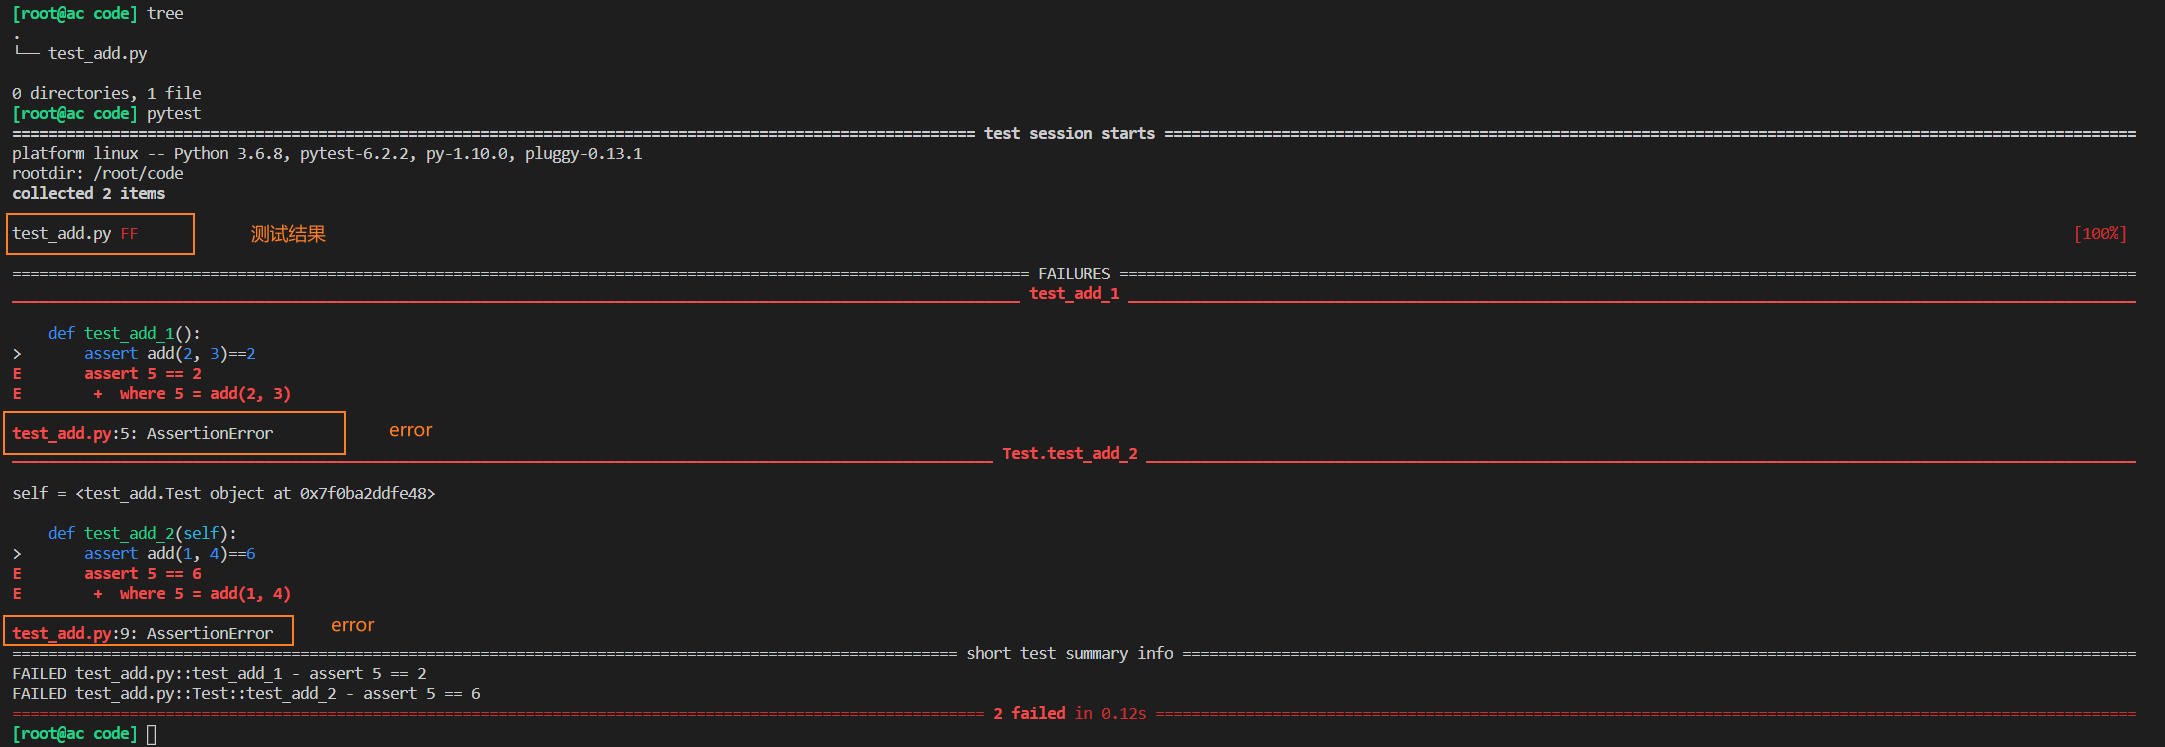 [root@ac code] tree
.
└── test_add.py
0 directories, 1 file
[root@ac code] pytest
=========================================================================================================== test session starts ============================================================================================================
platform linux -- Python 3.6.8, pytest-6.2.2, py-1.10.0, pluggy-0.13.1
rootdir: /root/code
collected 2 items
test_add.py FF 测试结果 [100%]
================================================================================================================= FAILURES =================================================================================================================
________________________________________________________________________________________________________________ test_add_1 ________________________________________________________________________________________________________________
def test_add_1():
> assert add(2, 3)==2
E assert 5 == 2
E + where 5 = add(2, 3)
test_add.py:5: AssertionError error
_____________________________________________________________________________________________________________ Test.test_add_2 ______________________________________________________________________________________________________________
self = <test_add.Test object at 0x7f0ba2ddfe48>
def test_add_2(self):
> assert add(1, 4)==6
E assert 5 == 6
E + where 5 = add(1, 4)
test_add.py:9: AssertionError error
========================================================================================================= short test summary info ==========================================================================================================
FAILED test_add.py::test_add_1 - assert 5 == 2
FAILED test_add.py::Test::test_add_2 - assert 5 == 6
============================================================================================================ 2 failed in 0.12s =============================================================================================================
[root@ac code]